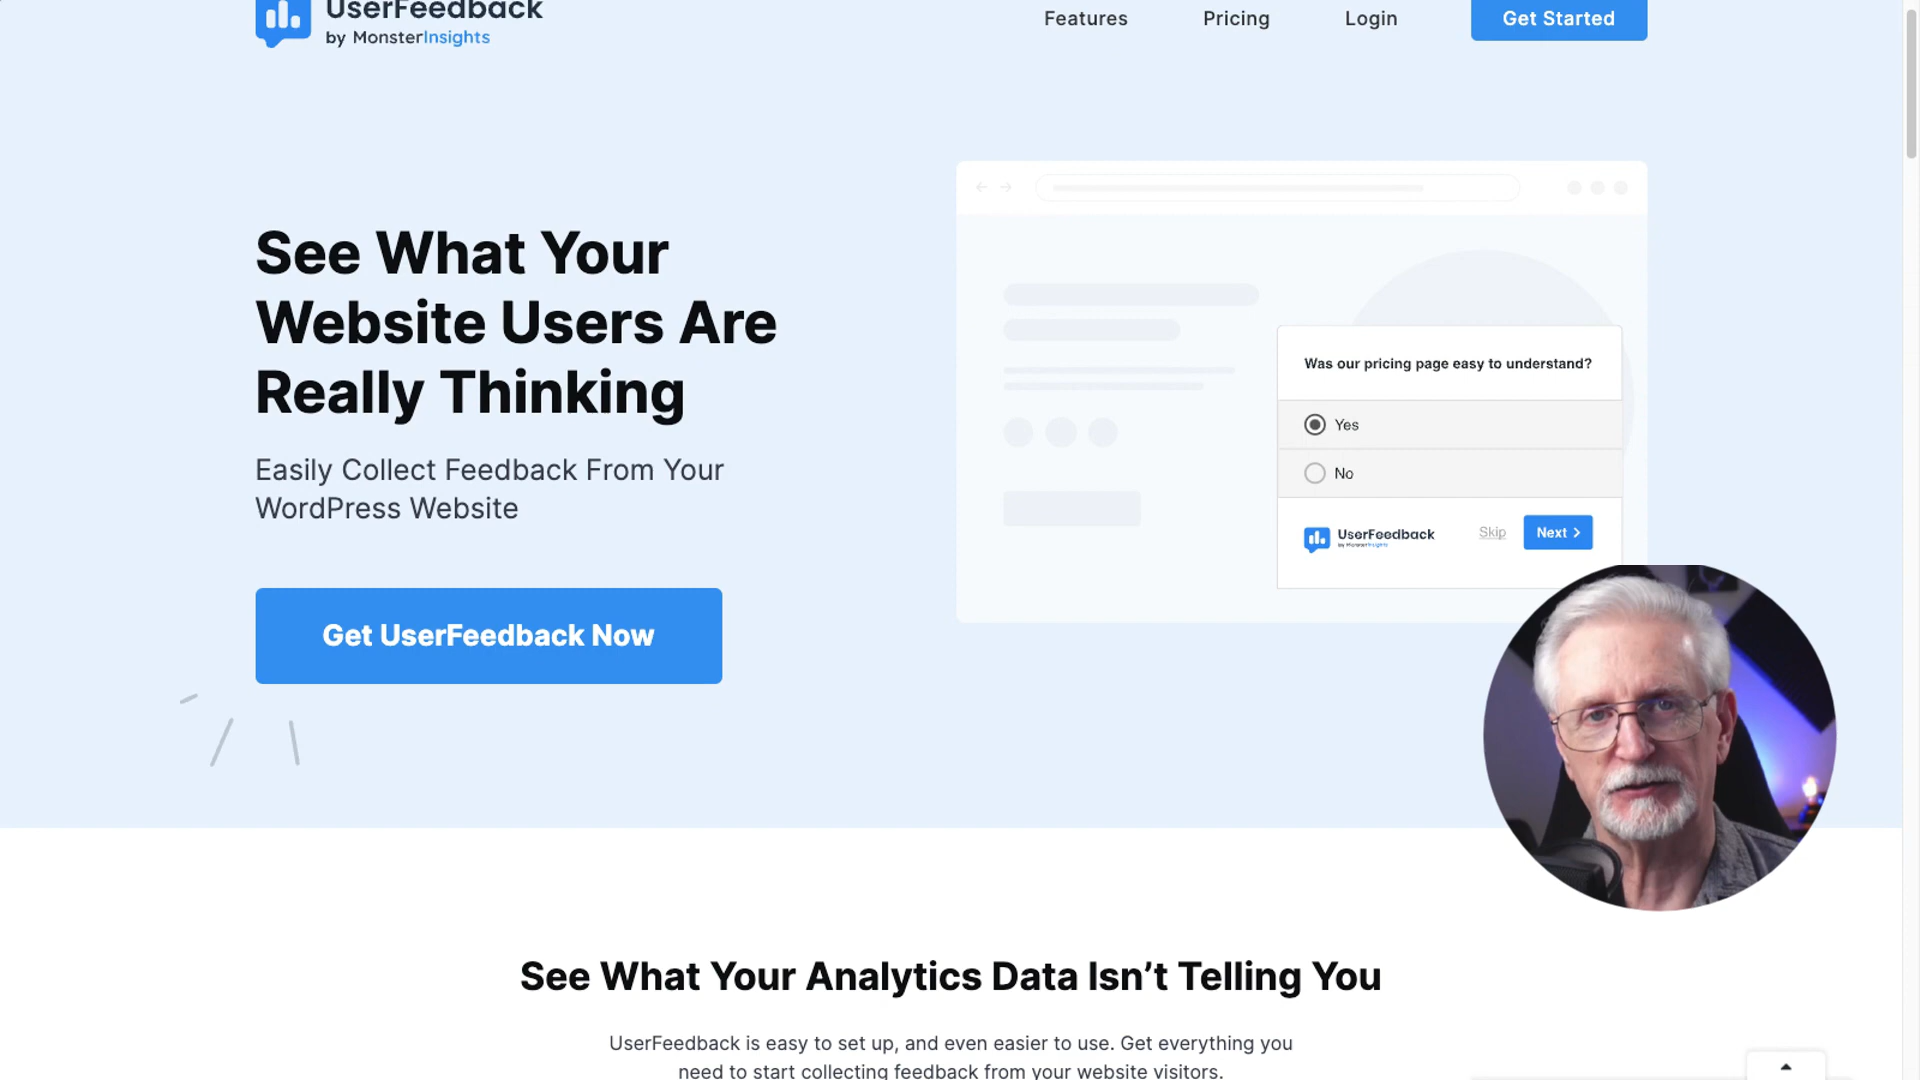 UserFeedback
by MonsterInsights
Features
Pricing
Login
Get Started
See What Your
Website Users Are
Really Thinking
Easily Collect Feedback From Your
WordPress Website
Get UserFeedback Now
Was our pricing page easy to understand?
Yes
No
UserFeedback
by MonsterInsights
Skip
Next
See What Your Analytics Data Isn’t Telling You
UserFeedback is easy to set up, and even easier to use. Get everything you
need to start collecting feedback from your website visitors.